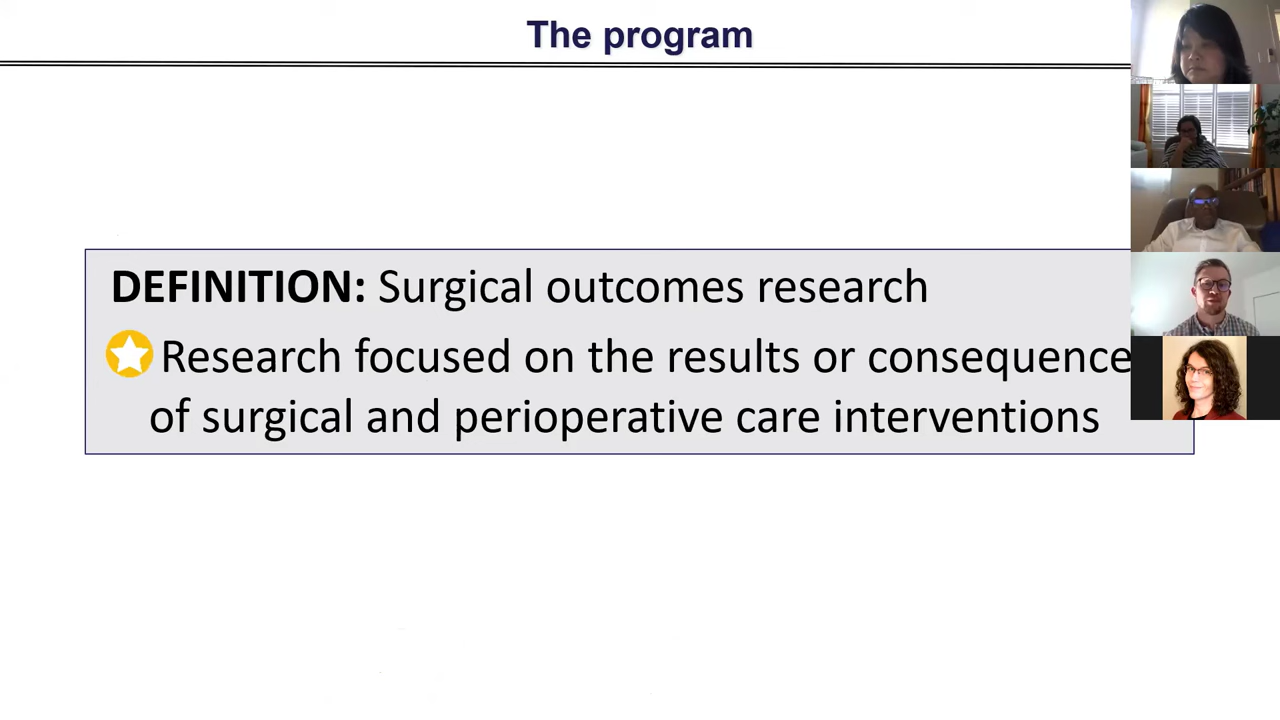 The program
DEFINITION: Surgical outcomes research
Research focused on the results or consequence
of surgical and perioperative care interventions